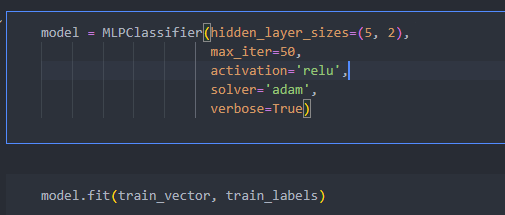 model = MLPClassifier(hidden_layer_sizes=(5, 2),
max_iter=50,
activation='relu',
solver='adam',
verbose=True)
model.fit(train_vector, train_labels)